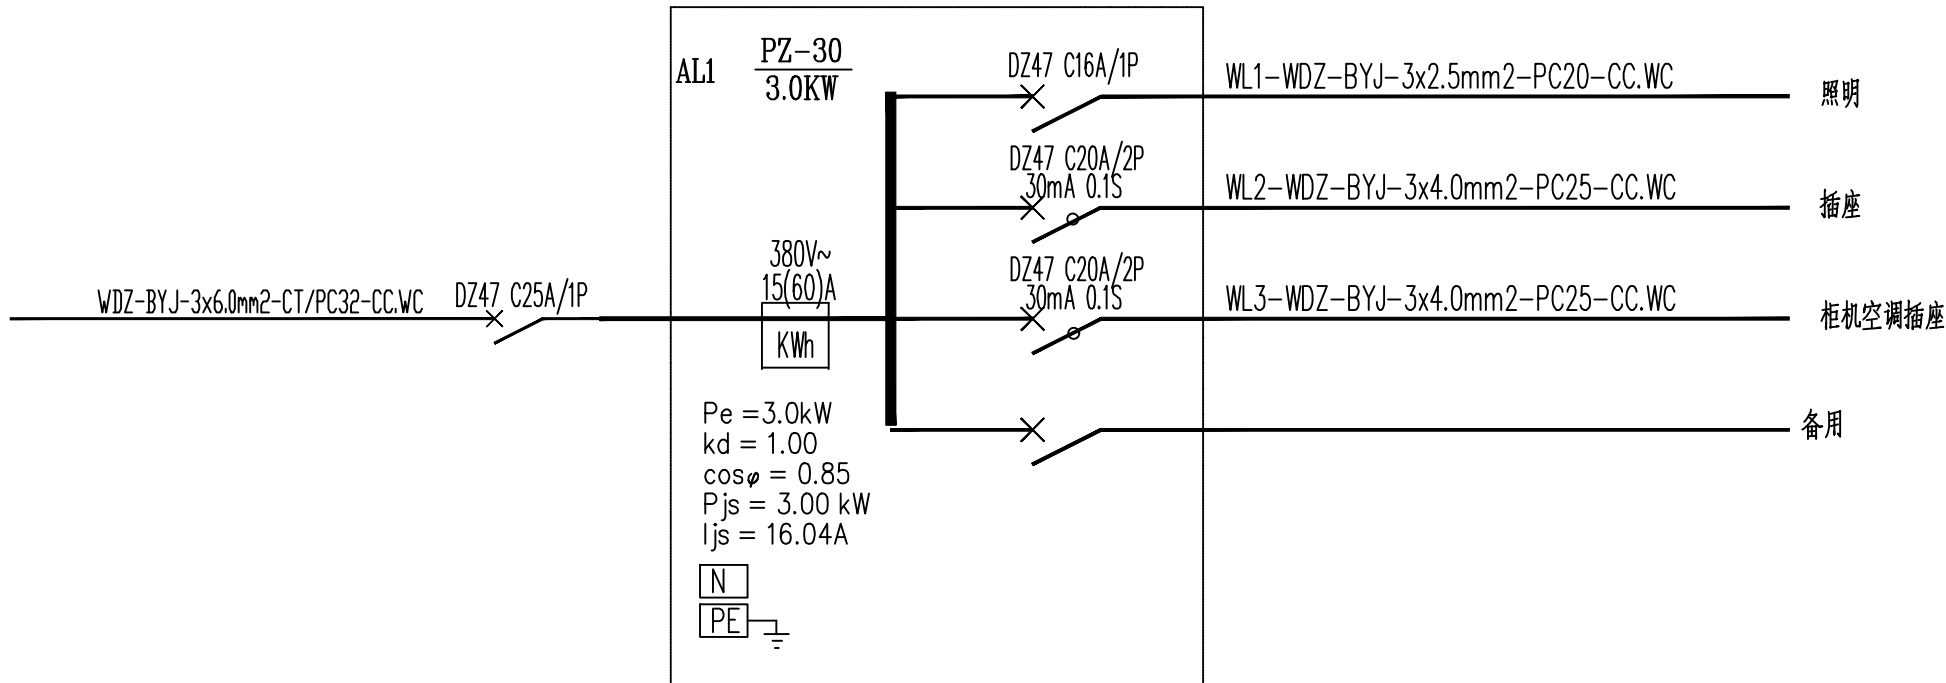 AL1
PZ-30
3.0KW
DZ47 C16A/1P
WL1-WDZ-BYJ-3x2.5mm2-PC20-CC.WC
照明
DZ47 C20A/2P
30mA 0.1S
WL2-WDZ-BYJ-3x4.0mm2-PC25-CC.WC
插座
WDZ-BYJ-3x6.0mm2-CT/PC32-CC.WC
DZ47 C25A/1P
380V~
15(60)A
KWh
DZ47 C20A/2P
30mA 0.1S
WL3-WDZ-BYJ-3x4.0mm2-PC25-CC.WC
柜机空调插座
备用
Pe =3.0kW
kd = 1.00
cosφ = 0.85
Pjs = 3.00 kW
Ijs = 16.04A
N
PE